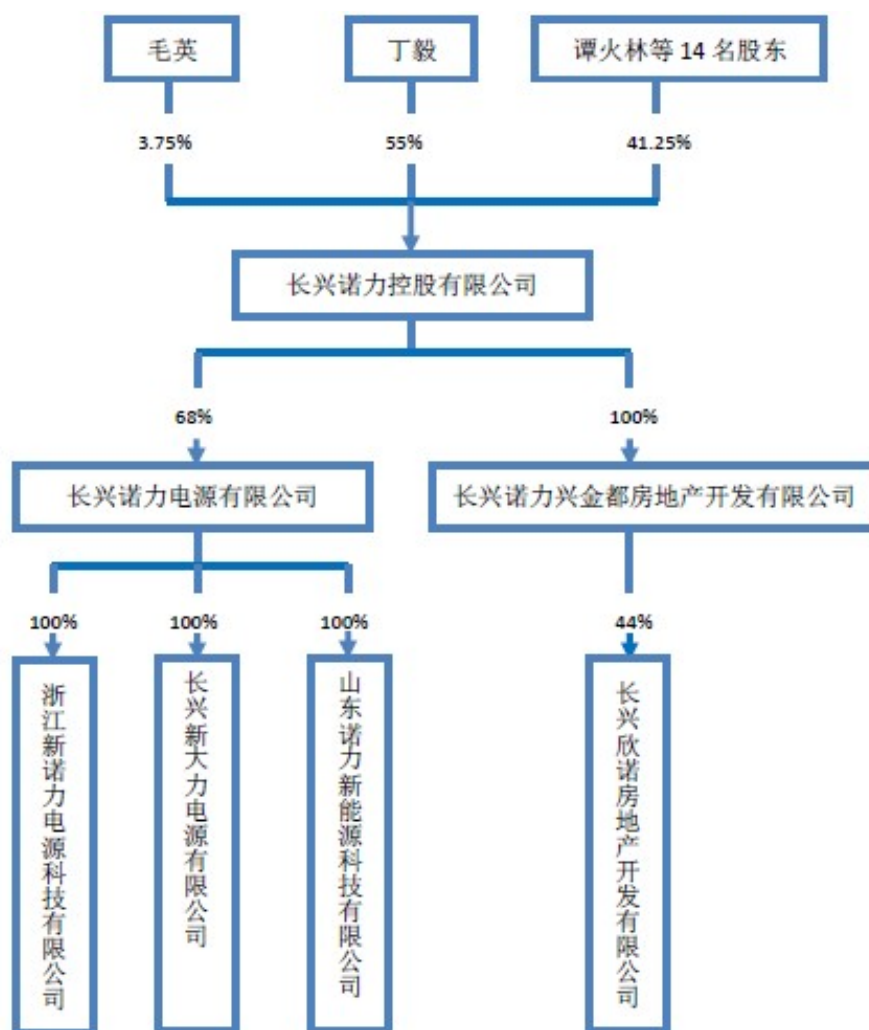 毛英
丁毅
谭火林等 14 名股东
3.75%
55%
41.25%
长兴诺力控股有限公司
68%
100%
长兴诺力电源有限公司
长兴诺力兴金都房地产开发有限公司
100%
100%
100%
44%
浙江新诺力电源科技有限公司
长兴新大力电源有限公司
山东诺力新能源科技有限公司
长兴欣诺房地产开发有限公司